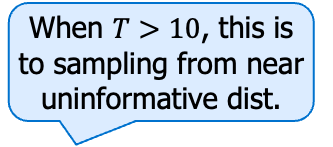 When T > 10, this is
to sampling from near
uninformative dist.